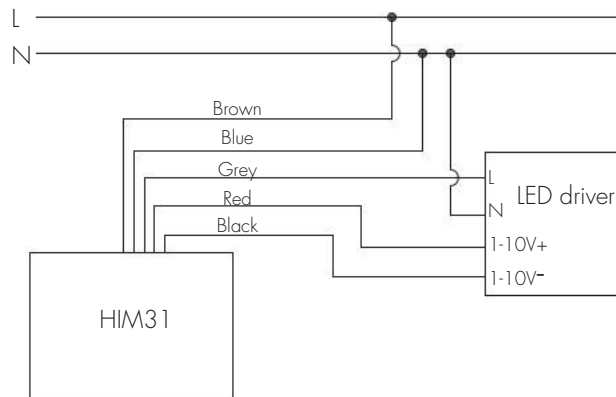 L
N
Brown
Blue
Grey
Red
Black
L
LED driver
N
1-10V+
1-10V-
HIM31